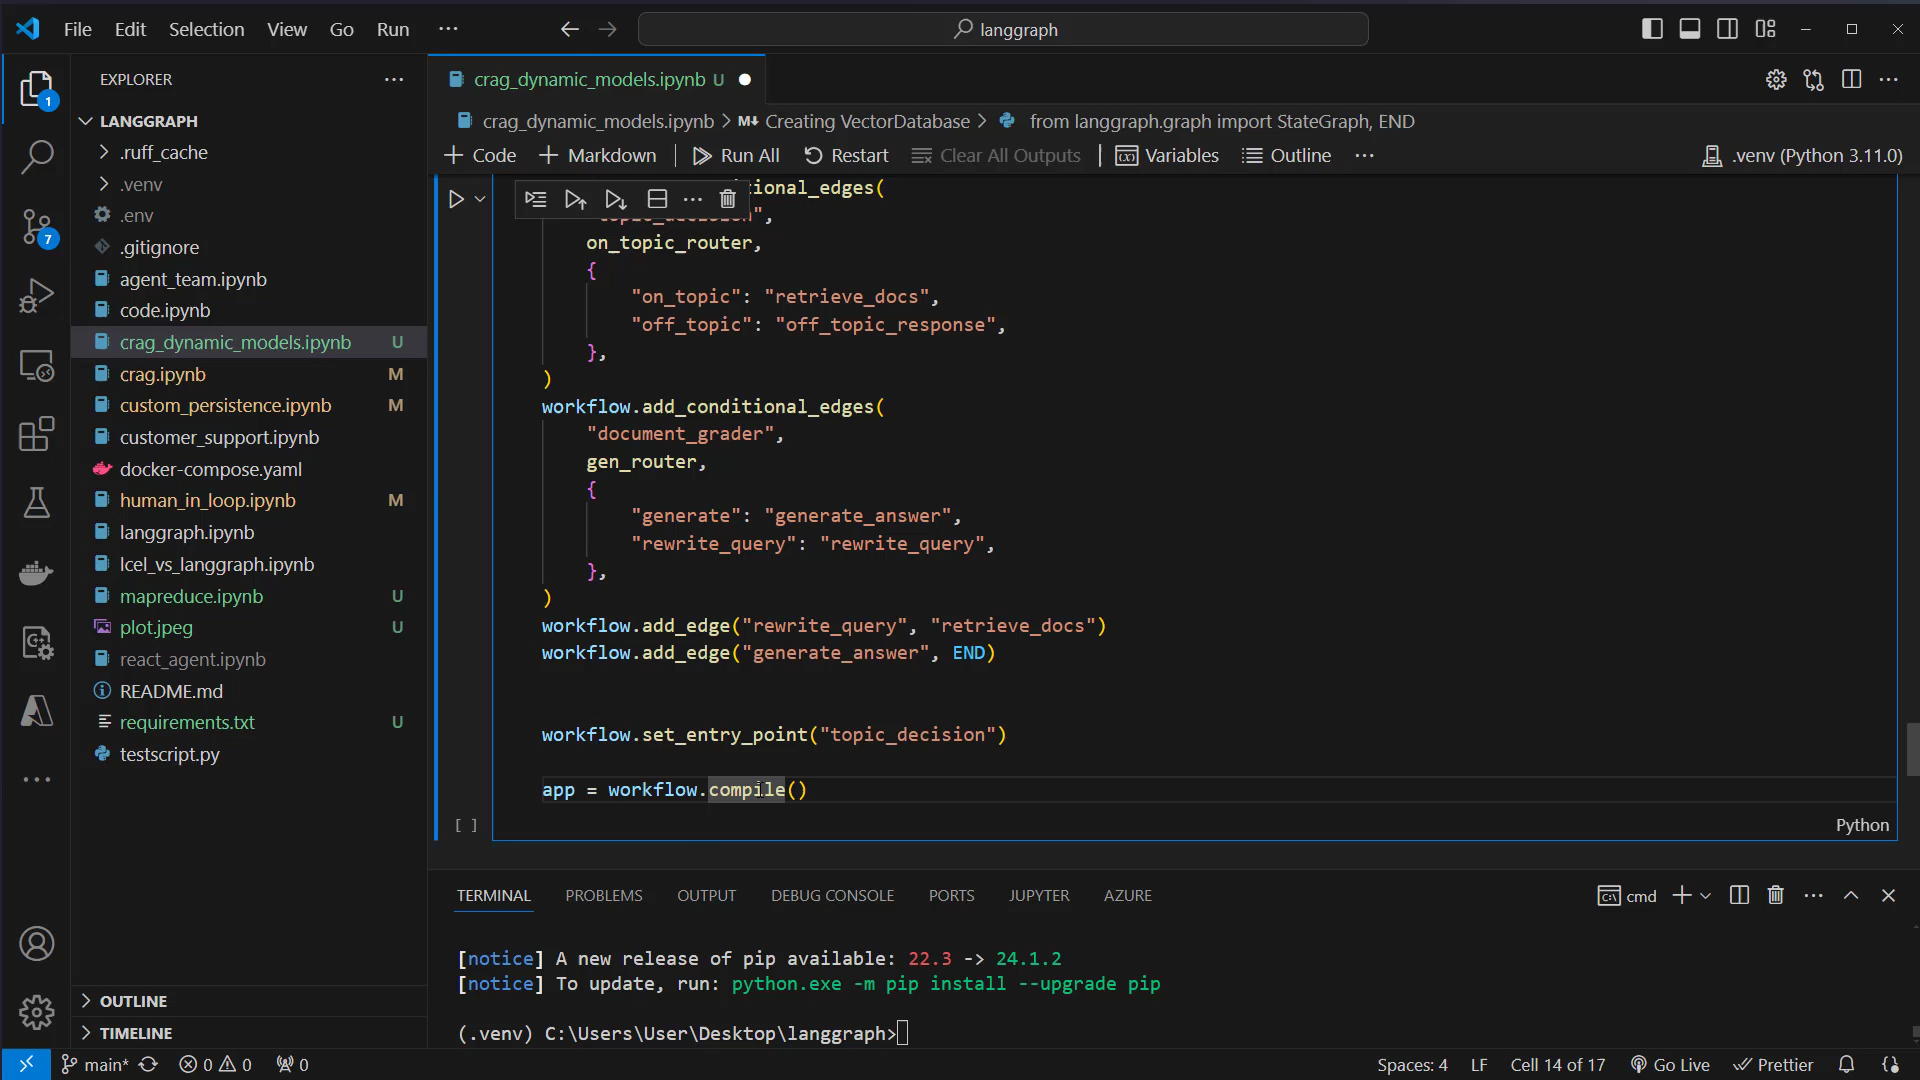 File Edit Selection View Go Run ···
langgraph
EXPLORER
LANGGRAPH
.ruff_cache
.venv
.env
.gitignore
agent_team.ipynb
code.ipynb
crag_dynamic_models.ipynb U
crag.ipynb M
custom_persistence.ipynb M
customer_support.ipynb
docker-compose.yaml
human_in_loop.ipynb M
langgraph.ipynb
lcel_vs_langgraph.ipynb
mapreduce.ipynb U
plot.jpeg U
react_agent.ipynb
README.md
requirements.txt U
testscript.py
OUTLINE
TIMELINE
1
7
crag_dynamic_models.ipynb U
crag_dynamic_models.ipynb > M Creating VectorDatabase > from langgraph.graph import StateGraph, END
+ Code + Markdown Run All Restart Clear All Outputs Variables Outline ···
.venv (Python 3.11.0)
itional_edges(
",
on_topic_router,
{
"on_topic": "retrieve_docs",
"off_topic": "off_topic_response",
},
)
workflow.add_conditional_edges(
"document_grader",
gen_router,
{
"generate": "generate_answer",
"rewrite_query": "rewrite_query",
},
)
workflow.add_edge("rewrite_query", "retrieve_docs")
workflow.add_edge("generate_answer", END)
workflow.set_entry_point("topic_decision")
app = workflow.compile()
[ ]
Python
TERMINAL PROBLEMS OUTPUT DEBUG CONSOLE PORTS JUPYTER AZURE
cmd
[notice] A new release of pip available: 22.3 -> 24.1.2
[notice] To update, run: python.exe -m pip install --upgrade pip
(.venv) C:\Users\User\Desktop\langgraph>
main* 0 0 0
Spaces: 4 LF Cell 14 of 17 Go Live Prettier